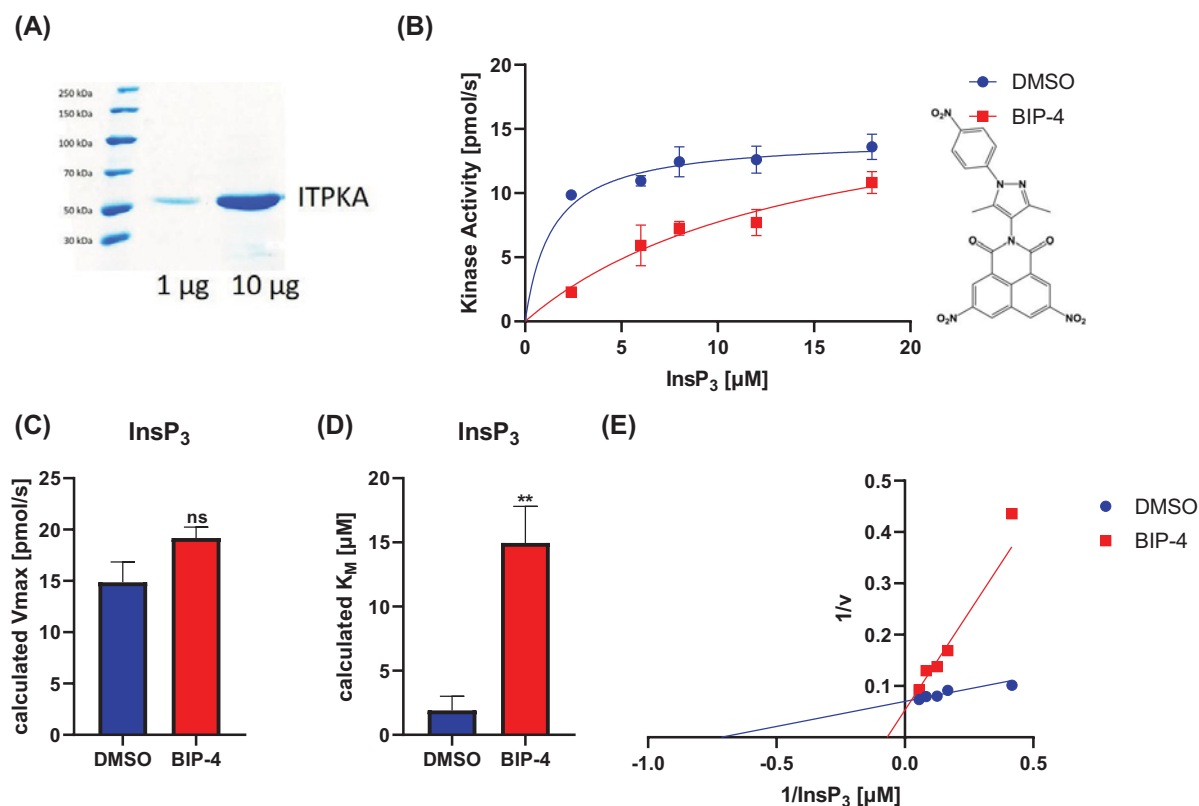 (A)
250 kDa
150 kDa
100 kDa
70 kDa
50 kDa
30 kDa
ITPKA
1 µg 10 µg
(B)
Kinase Activity [pmol/s]
20
15
10
5
0
0 5 10 15 20
InsP₃ [µM]
DMSO
BIP-4
O₂N
N
N
N
O
O
O₂N
NO₂
(C)
InsP₃
calculated Vmax [pmol/s]
25
20
15
10
5
0
ns
DMSO BIP-4
(D)
InsP₃
calculated K_M [µM]
20
15
10
5
0
**
DMSO BIP-4
(E)
1/v
0.5
0.4
0.3
0.2
0.1
-1.0 -0.5 0.0 0.5
1/InsP₃ [µM]
DMSO
BIP-4